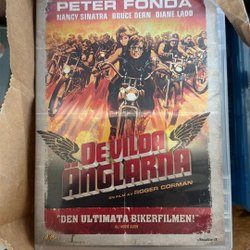 PETER FONDA
NANCY SINATRA BRUCE DERN DIANE LADD
DE VILDA
ÄNGLARNA
EN FILM AV ROGER CORMAN
"DEN ULTIMATA BIKERFILMEN!"